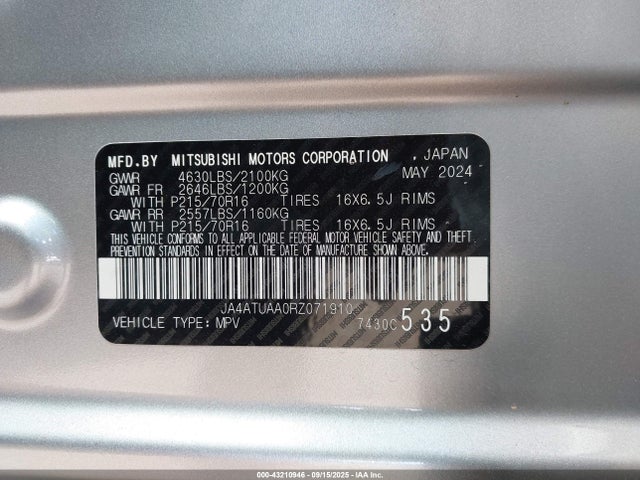 MFD.BY MITSUBISHI MOTORS CORPORATION , JAPAN
GVWR 4630LBS/2100KG MAY 2024
GAWR FR 2646LBS/1200KG
WITH P215/70R16 TIRES 16X6.5J RIMS
GAWR RR 2557LBS/1160KG
WITH P215/70R16 TIRES 16X6.5J RIMS
THIS VEHICLE CONFORMS TO ALL APPLICABLE FEDERAL MOTOR VEHICLE SAFETY AND THEFT
PREVENTION STANDARDS IN EFFECT ON THE DATE OF MANUFACTURE SHOWN ABOVE.
JA4ATUAA0RZ071910
VEHICLE TYPE: MPV 7430C 535
000-43210946 - 09/15/2025 - IAA Inc.